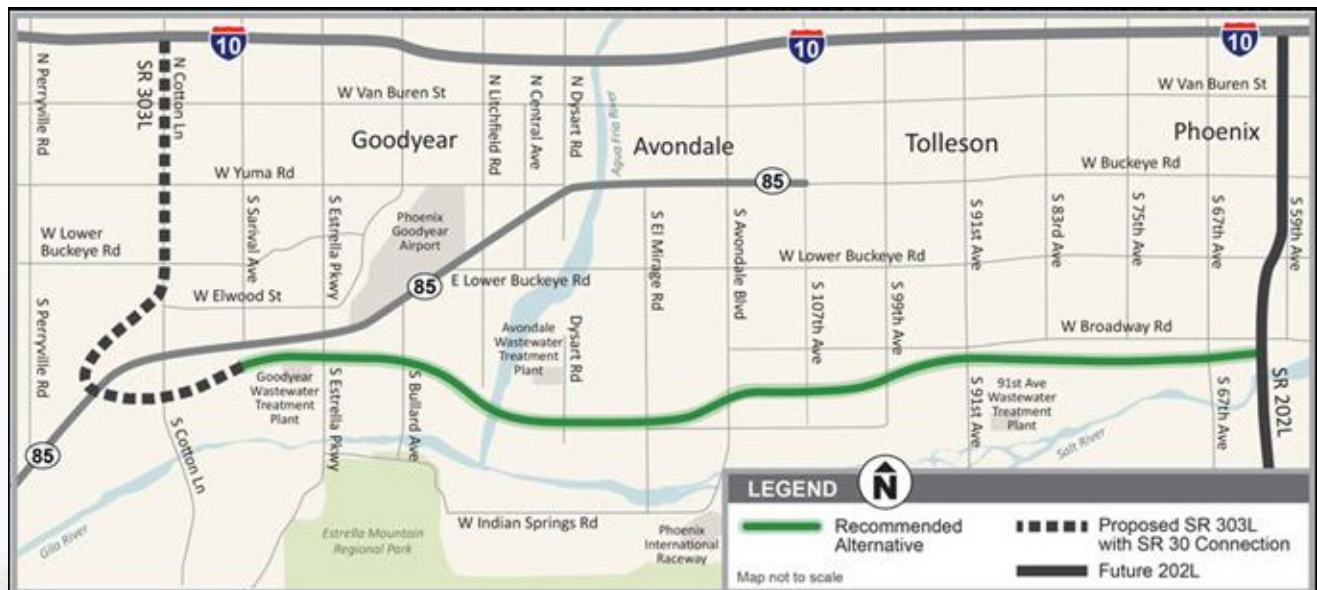 10
10
10
N Perryville Rd
SR 303L
N Cotton Ln
N Litchfield Rd
N Central Ave
N Dysart Rd
Agua Fria River
W Van Buren St
W Van Buren St
Goodyear
Avondale
Tolleson
Phoenix
W Yuma Rd
85
W Buckeye Rd
W Lower
Buckeye Rd
S Sarival Ave
S Estrella Pkwy
Phoenix
Goodyear
Airport
S El Mirage Rd
S Avondale Blvd
S 91st Ave
S 83rd Ave
S 75th Ave
S 67th Ave
S 59th Ave
W Lower Buckeye Rd
85
E Lower Buckeye Rd
W Elwood St
S Perryville Rd
Avondale
Wastewater
Treatment
Plant
Dysart Rd
S 107th Ave
S 99th Ave
W Broadway Rd
Goodyear
Wastewater
Treatment
Plant
S Estrella Pkwy
S Bullard Ave
S 91st Ave
91st Ave
Wastewater
Treatment
Plant
S 67th Ave
SR 202L
S Cotton Ln
85
Salt River
Gila River
Estrella Mountain
Regional Park
W Indian Springs Rd
Phoenix
International
Raceway
LEGEND
N
Recommended
Alternative
Proposed SR 303L
with SR 30 Connection
Future 202L
Map not to scale